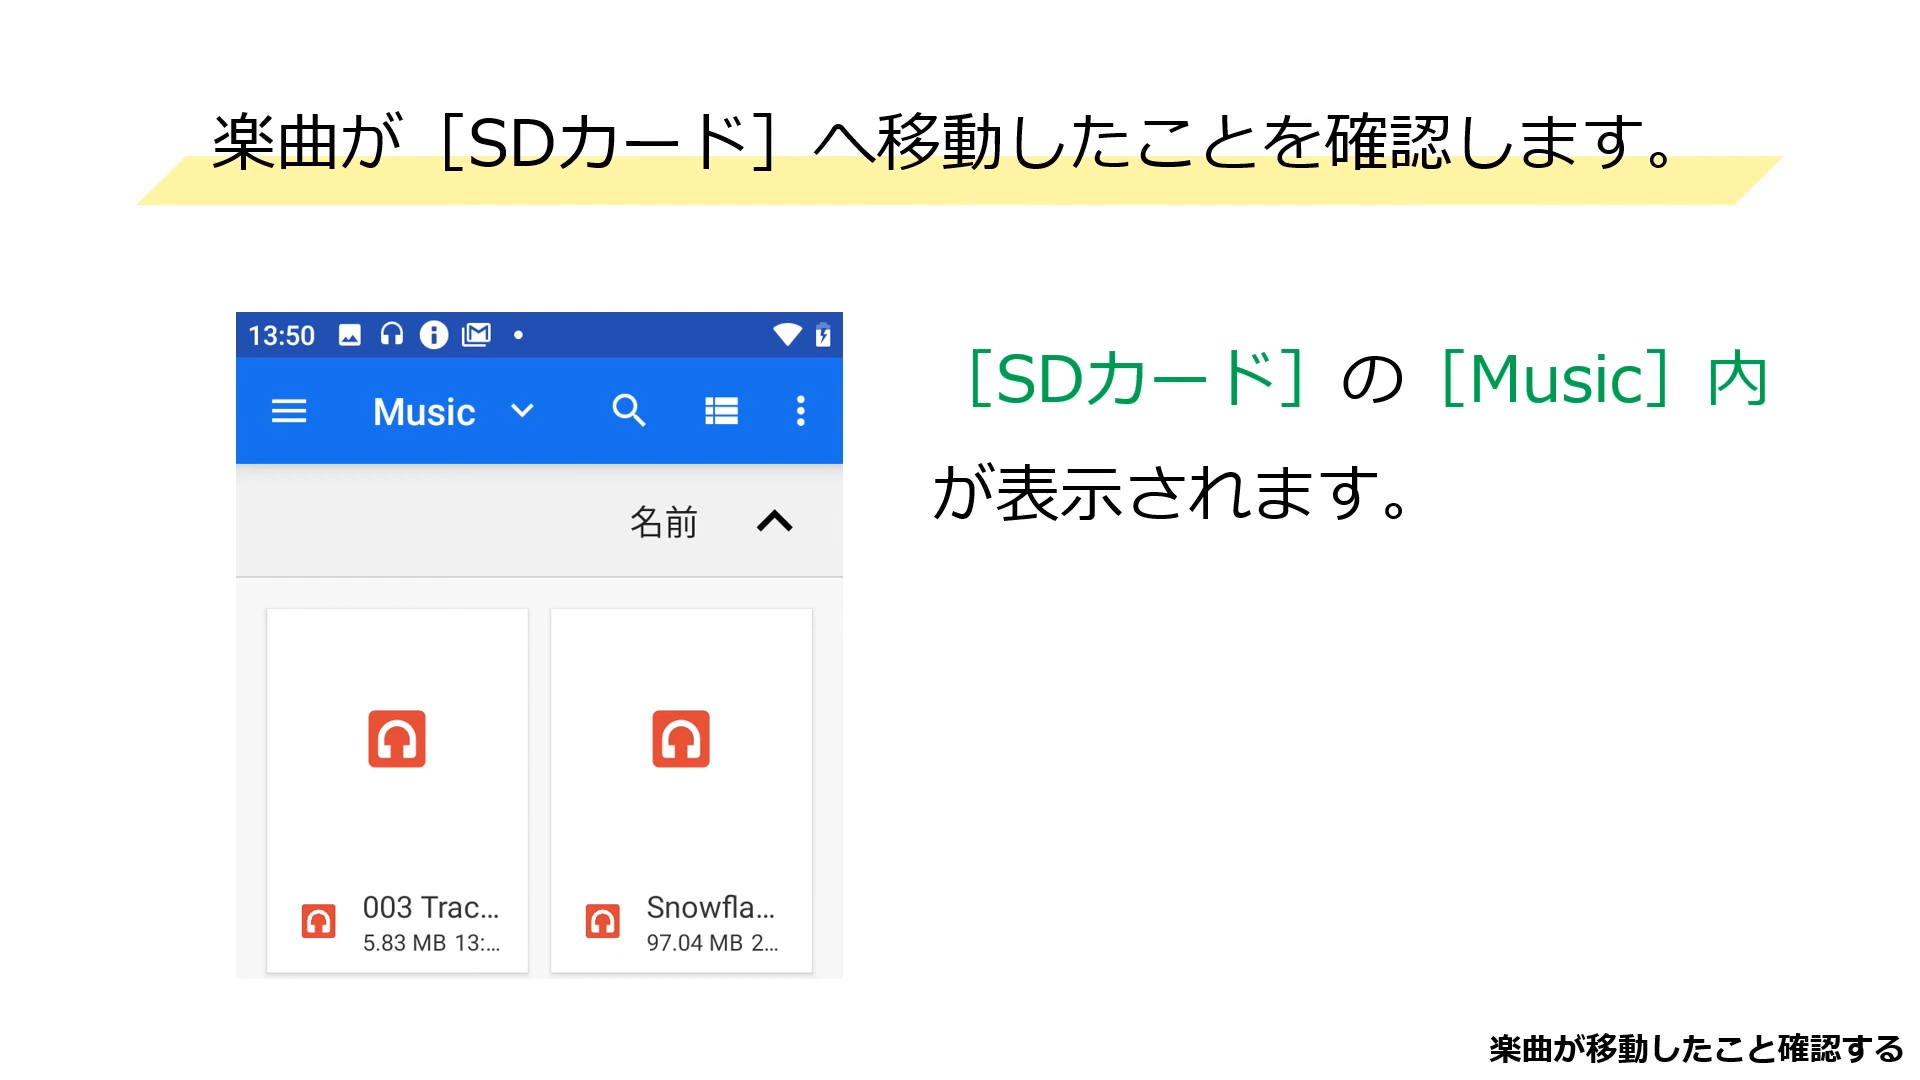 楽曲が［SDカード］へ移動したことを確認します。
13:50
Music
名前
003 Trac...
5.83 MB 13:...
Snowfla...
97.04 MB 2...
［SDカード］の［Music］内
が表示されます。
楽曲が移動したこと確認する